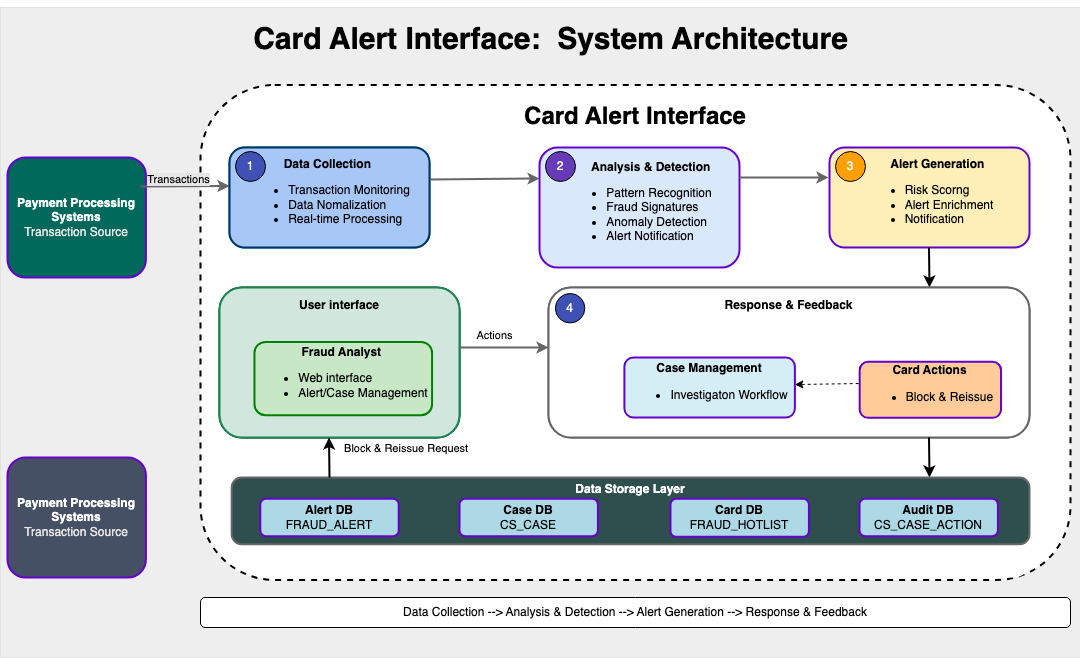 Card Alert Interface:  System Architecture
Card Alert Interface
Payment Processing
Systems
Transaction Source
Transactions
1
Data Collection
• Transaction Monitoring
• Data Nomalization
• Real-time Processing
2
Analysis & Detection
• Pattern Recognition
• Fraud Signatures
• Anomaly Detection
• Alert Notification
3
Alert Generation
• Risk Scorng
• Alert Enrichment
• Notification
User interface
Fraud Analyst
• Web interface
• Alert/Case Management
Actions
4
Response & Feedback
Case Management
• Investigaton Workflow
Card Actions
• Block & Reissue
Block & Reissue Request
Payment Processing
Systems
Transaction Source
Data Storage Layer
Alert DB
FRAUD_ALERT
Case DB
CS_CASE
Card DB
FRAUD_HOTLIST
Audit DB
CS_CASE_ACTION
Data Collection --> Analysis & Detection --> Alert Generation --> Response & Feedback